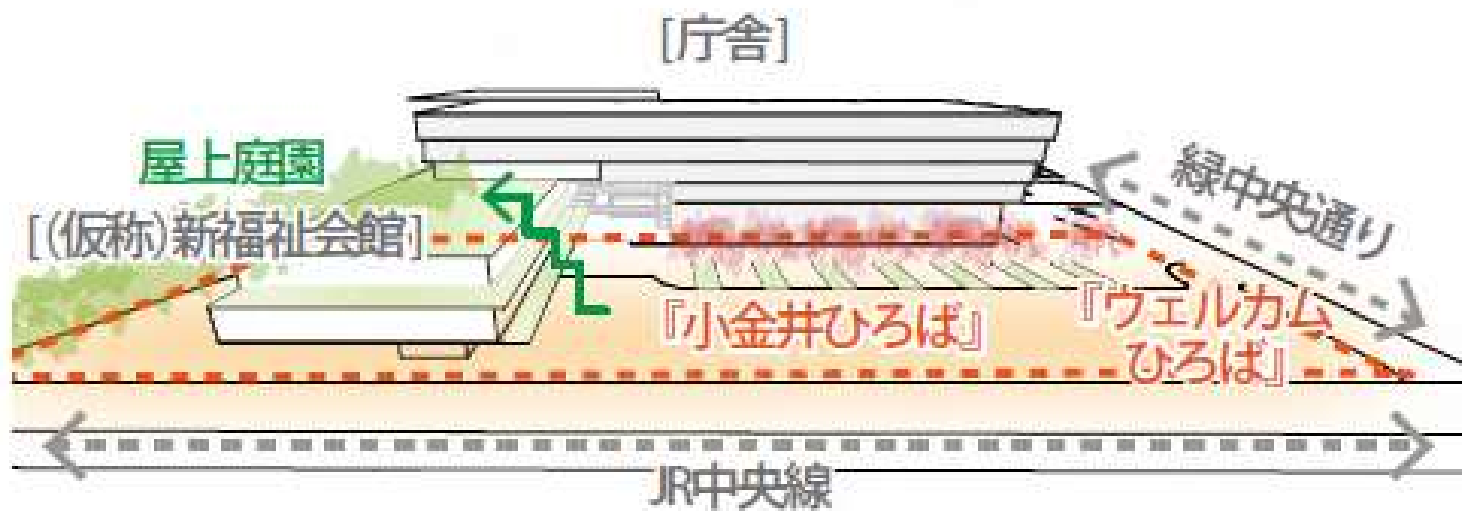 [庁舎]
屋上庭園
緑中央通り
[(仮称)新福祉会館]
『小金井ひろば』
『ウェルカム
ひろば』
JR中央線